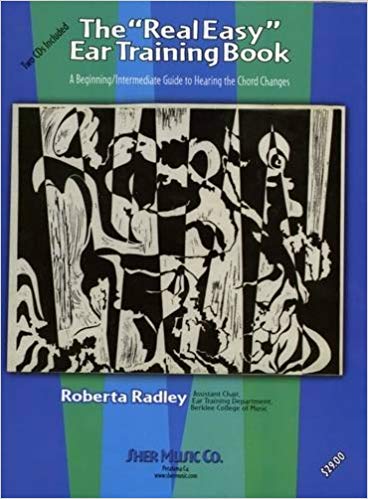 Two CDs Included
The "Real Easy"
Ear Training Book
A Beginning/Intermediate Guide to Hearing the Chord Changes
Roberta Radley
Assistant Chair,
Ear Training Department,
Berklee College of Music
Sher Music Co.
Petaluma Ca
www.shermusic.com
$29.00